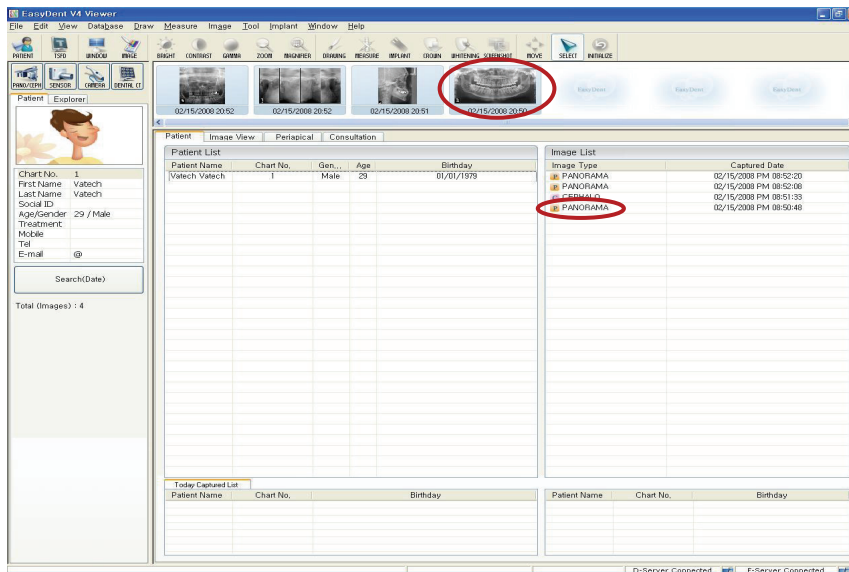 EasyDent V4 Viewer
File Edit View Database Draw Measure Image Tool Implant Window Help
PATIENT TSPD WINDOW IMAGE BRIGHT CONTRAST GAMMA ZOOM MAGNIFIER DRAWING MEASURE IMPLANT CROWN WHITENING SCREENSHOT MOVE SELECT INITIALIZE
PANO/CEPH SENSOR CAMERA DENTAL CT
02/15/2008 20:52 02/15/2008 20:52 02/15/2008 20:51 02/15/2008 20:50
EasyDent EasyDent EasyDent
Patient Explorer
Chart No. 1
First Name Vatech
Last Name Vatech
Social ID
Age/Gender 29 / Male
Treatment
Mobile
Tel
E-mail @
Search(Date)
Total (Images) : 4
Patient Image View Periapical Consultation
Patient List
Patient Name Chart No, Gen,,, Age Birthday
Vatech Vatech 1 Male 29 01/01/1979
Image List
Image Type Captured Date
PANORAMA 02/15/2008 PM 08:52:20
PANORAMA 02/15/2008 PM 08:52:08
CEPHALO 02/15/2008 PM 08:51:33
PANORAMA 02/15/2008 PM 08:50:48
Today Captured List
Patient Name Chart No, Birthday
Patient Name Chart No, Birthday
D-Server Connected F-Server Connected